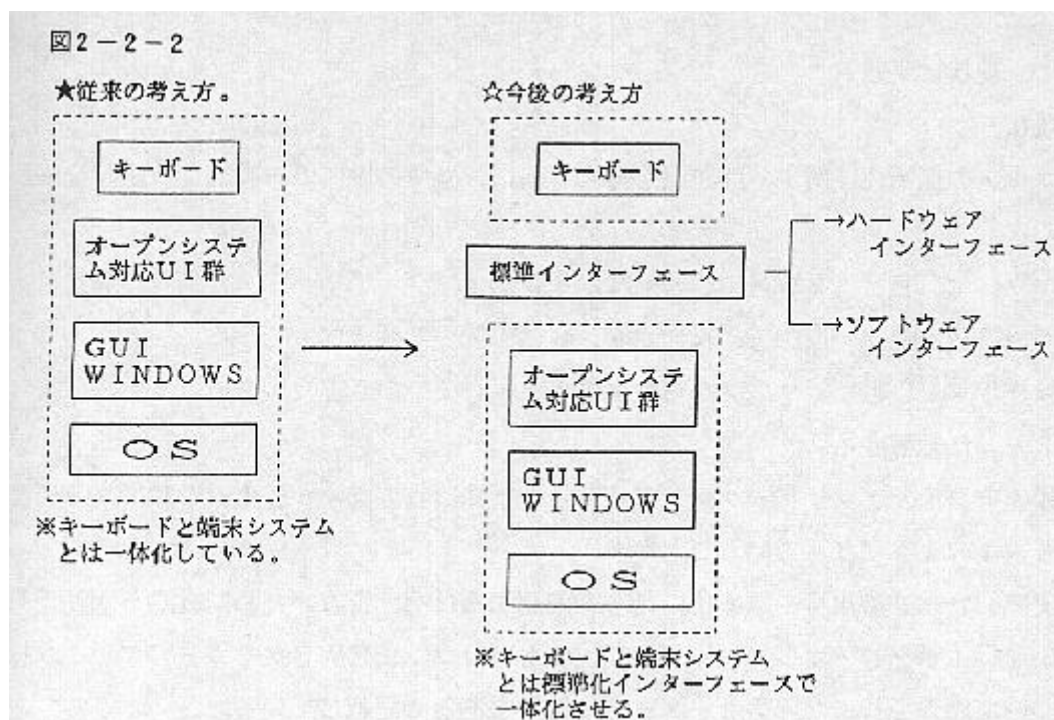 図2－2－2
★従来の考え方。
キーボード
オープンシステ
ム対応UI群
GUI
WINDOWS
OS
※キーボードと端末システム
とは一体化している。
☆今後の考え方
キーボード
標準インターフェース
→ハードウェア
インターフェース
→ソフトウェア
インターフェース
オープンシステ
ム対応UI群
GUI
WINDOWS
OS
※キーボードと端末システム
とは標準化インターフェースで
一体化させる。